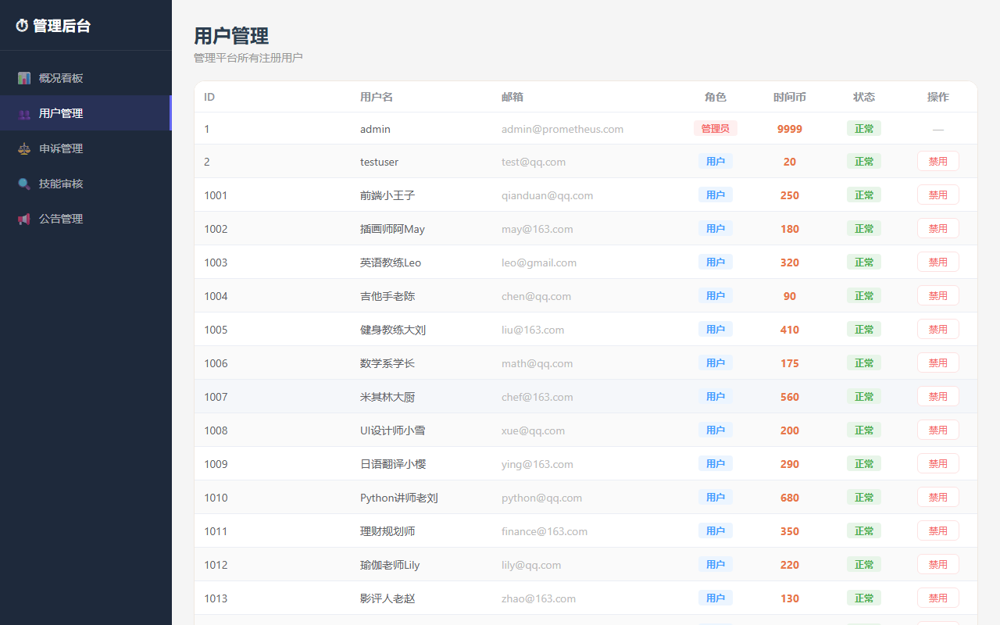 管理后台
概况看板
用户管理
申诉管理
技能审核
公告管理
用户管理
管理平台所有注册用户
ID 用户名 邮箱 角色 时间币 状态 操作
1 admin admin@prometheus.com 管理员 9999 正常 —
2 testuser test@qq.com 用户 20 正常 禁用
1001 前端小王子 qianduan@qq.com 用户 250 正常 禁用
1002 插画师阿May may@163.com 用户 180 正常 禁用
1003 英语教练Leo leo@gmail.com 用户 320 正常 禁用
1004 吉他手老陈 chen@qq.com 用户 90 正常 禁用
1005 健身教练大刘 liu@163.com 用户 410 正常 禁用
1006 数学系学长 math@qq.com 用户 175 正常 禁用
1007 米其林大厨 chef@163.com 用户 560 正常 禁用
1008 UI设计师小雪 xue@qq.com 用户 200 正常 禁用
1009 日语翻译小樱 ying@163.com 用户 290 正常 禁用
1010 Python讲师老刘 python@qq.com 用户 680 正常 禁用
1011 理财规划师 finance@163.com 用户 350 正常 禁用
1012 瑜伽老师Lily lily@qq.com 用户 220 正常 禁用
1013 影评人老赵 zhao@163.com 用户 130 正常 禁用